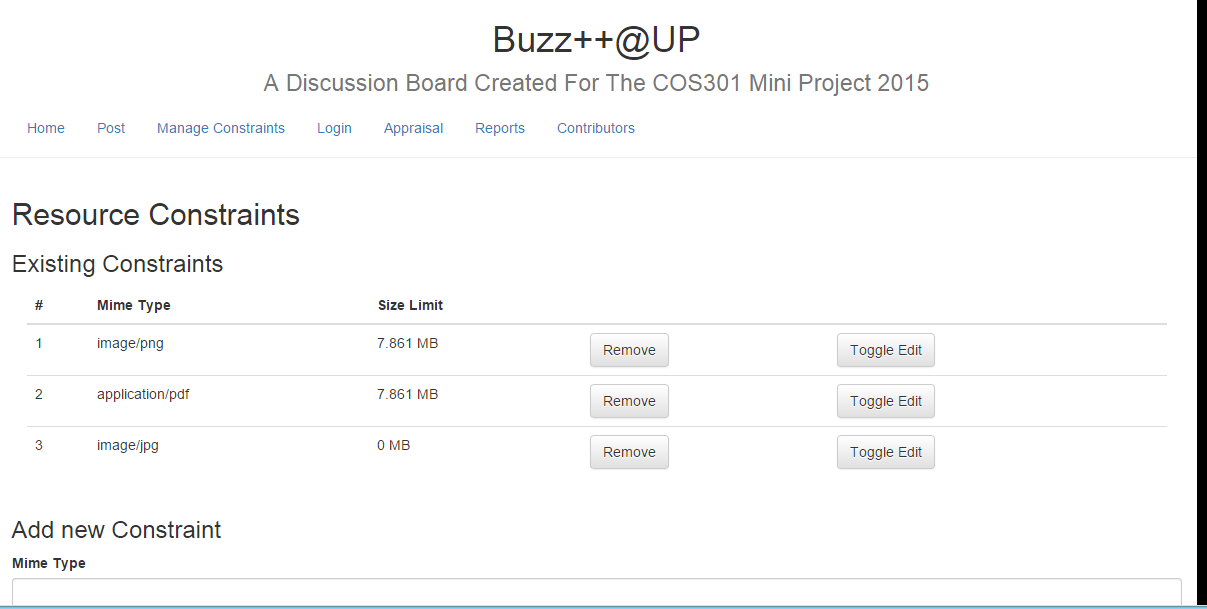 Buzz++@UP
A Discussion Board Created For The COS301 Mini Project 2015
Home Post Manage Constraints Login Appraisal Reports Contributors
Resource Constraints
Existing Constraints
# Mime Type Size Limit
1 image/png 7.861 MB Remove Toggle Edit
2 application/pdf 7.861 MB Remove Toggle Edit
3 image/jpg 0 MB Remove Toggle Edit
Add new Constraint
Mime Type